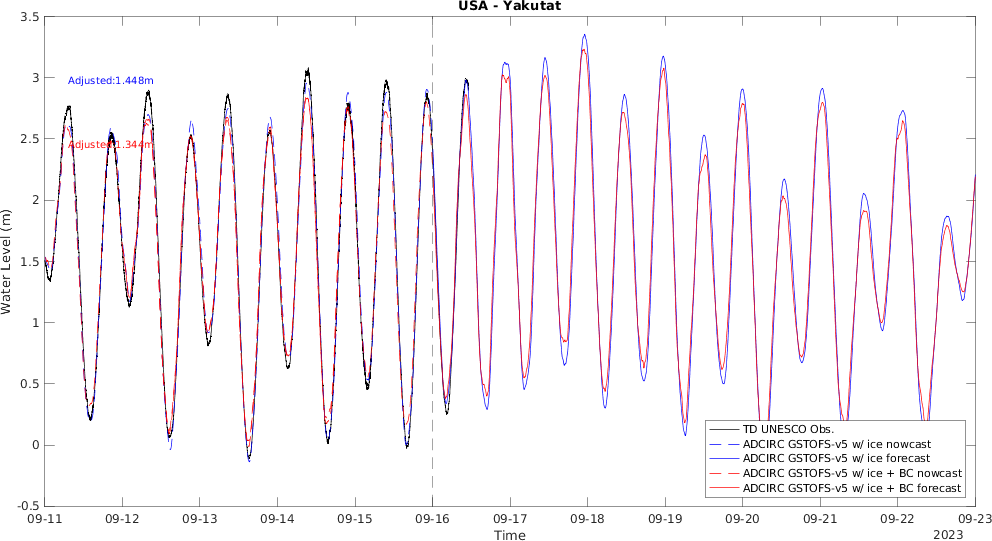 USA - Yakutat
3.5
3
2.5
2
1.5
1
0.5
0
-0.5
Water Level (m)
Adjusted:1.448m
Adjusted:1.344m
TD UNESCO Obs.
ADCIRC GSTOFS-v5 w/ ice nowcast
ADCIRC GSTOFS-v5 w/ ice forecast
ADCIRC GSTOFS-v5 w/ ice + BC nowcast
ADCIRC GSTOFS-v5 w/ ice + BC forecast
09-11 09-12 09-13 09-14 09-15 09-16 09-17 09-18 09-19 09-20 09-21 09-22 09-23
Time
2023